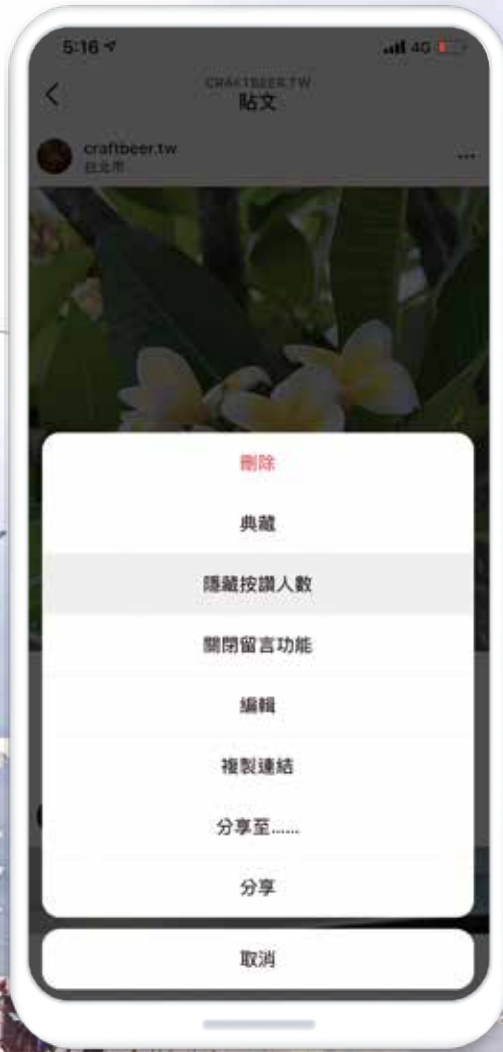 5:16
4G
CRAFTBEER.TW
貼文
craftbeer.tw
台北市
刪除
典藏
隱藏按讚人數
關閉留言功能
編輯
複製連結
分享至......
分享
取消